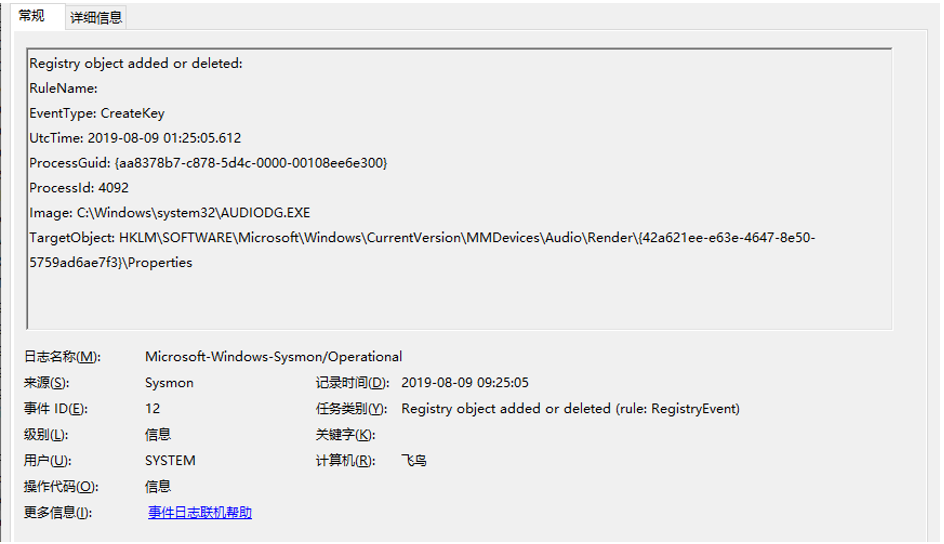 常规 详细信息
Registry object added or deleted:
RuleName:
EventType: CreateKey
UtcTime: 2019-08-09 01:25:05.612
ProcessGuid: {aa8378b7-c878-5d4c-0000-00108ee6e300}
ProcessId: 4092
Image: C:\Windows\system32\AUDIODG.EXE
TargetObject: HKLM\SOFTWARE\Microsoft\Windows\CurrentVersion\MMDevices\Audio\Render\{42a621ee-e63e-4647-8e50-
5759ad6ae7f3}\Properties
日志名称(M): Microsoft-Windows-Sysmon/Operational
来源(S): Sysmon 记录时间(D): 2019-08-09 09:25:05
事件 ID(E): 12 任务类别(Y): Registry object added or deleted (rule: RegistryEvent)
级别(L): 信息 关键字(K):
用户(U): SYSTEM 计算机(R): 飞鸟
操作代码(O): 信息
更多信息(I): 事件日志联机帮助